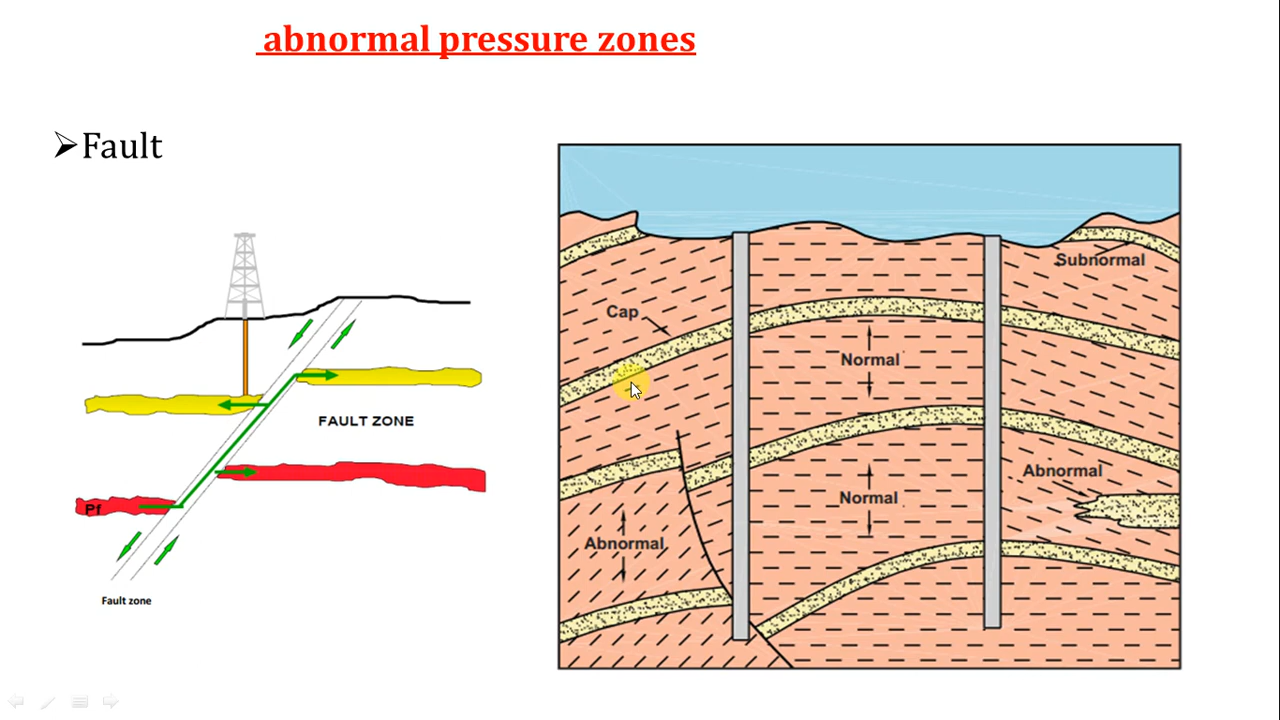 abnormal pressure zones
➢Fault
FAULT ZONE
Pf
Fault zone
Subnormal
Cap
Normal
Abnormal
Normal
Abnormal